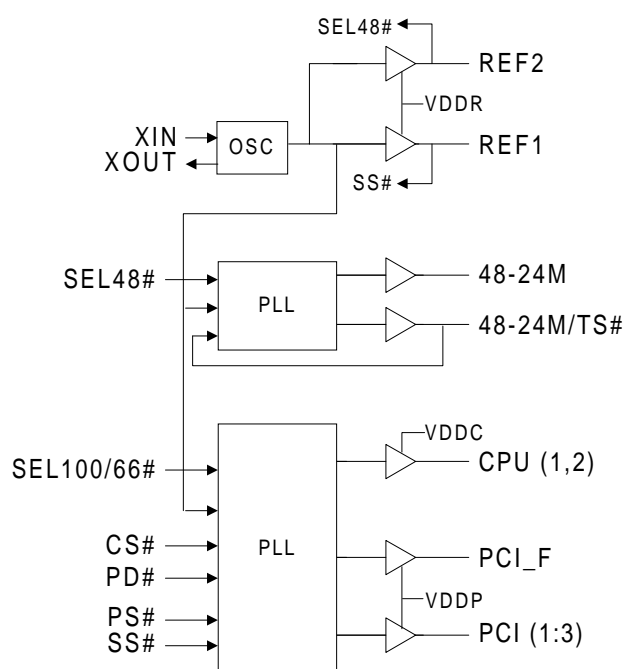 SEL48#
REF2
VDDR
XIN
XOUT
OSC
REF1
SS#
SEL48#
PLL
48-24M
48-24M/TS#
VDDC
SEL100/66#
CPU (1,2)
CS#
PLL
PCI_F
PD#
VDDP
PS#
PCI (1:3)
SS#